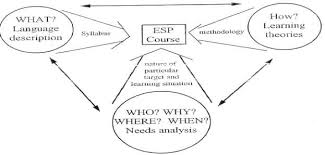 WHAT?
Language
description
Syllabus
ESP
Course
methodology
How?
Learning
theories
nature of
particular
target and
learning situation
WHO? WHY?
WHERE? WHEN?
Needs analysis